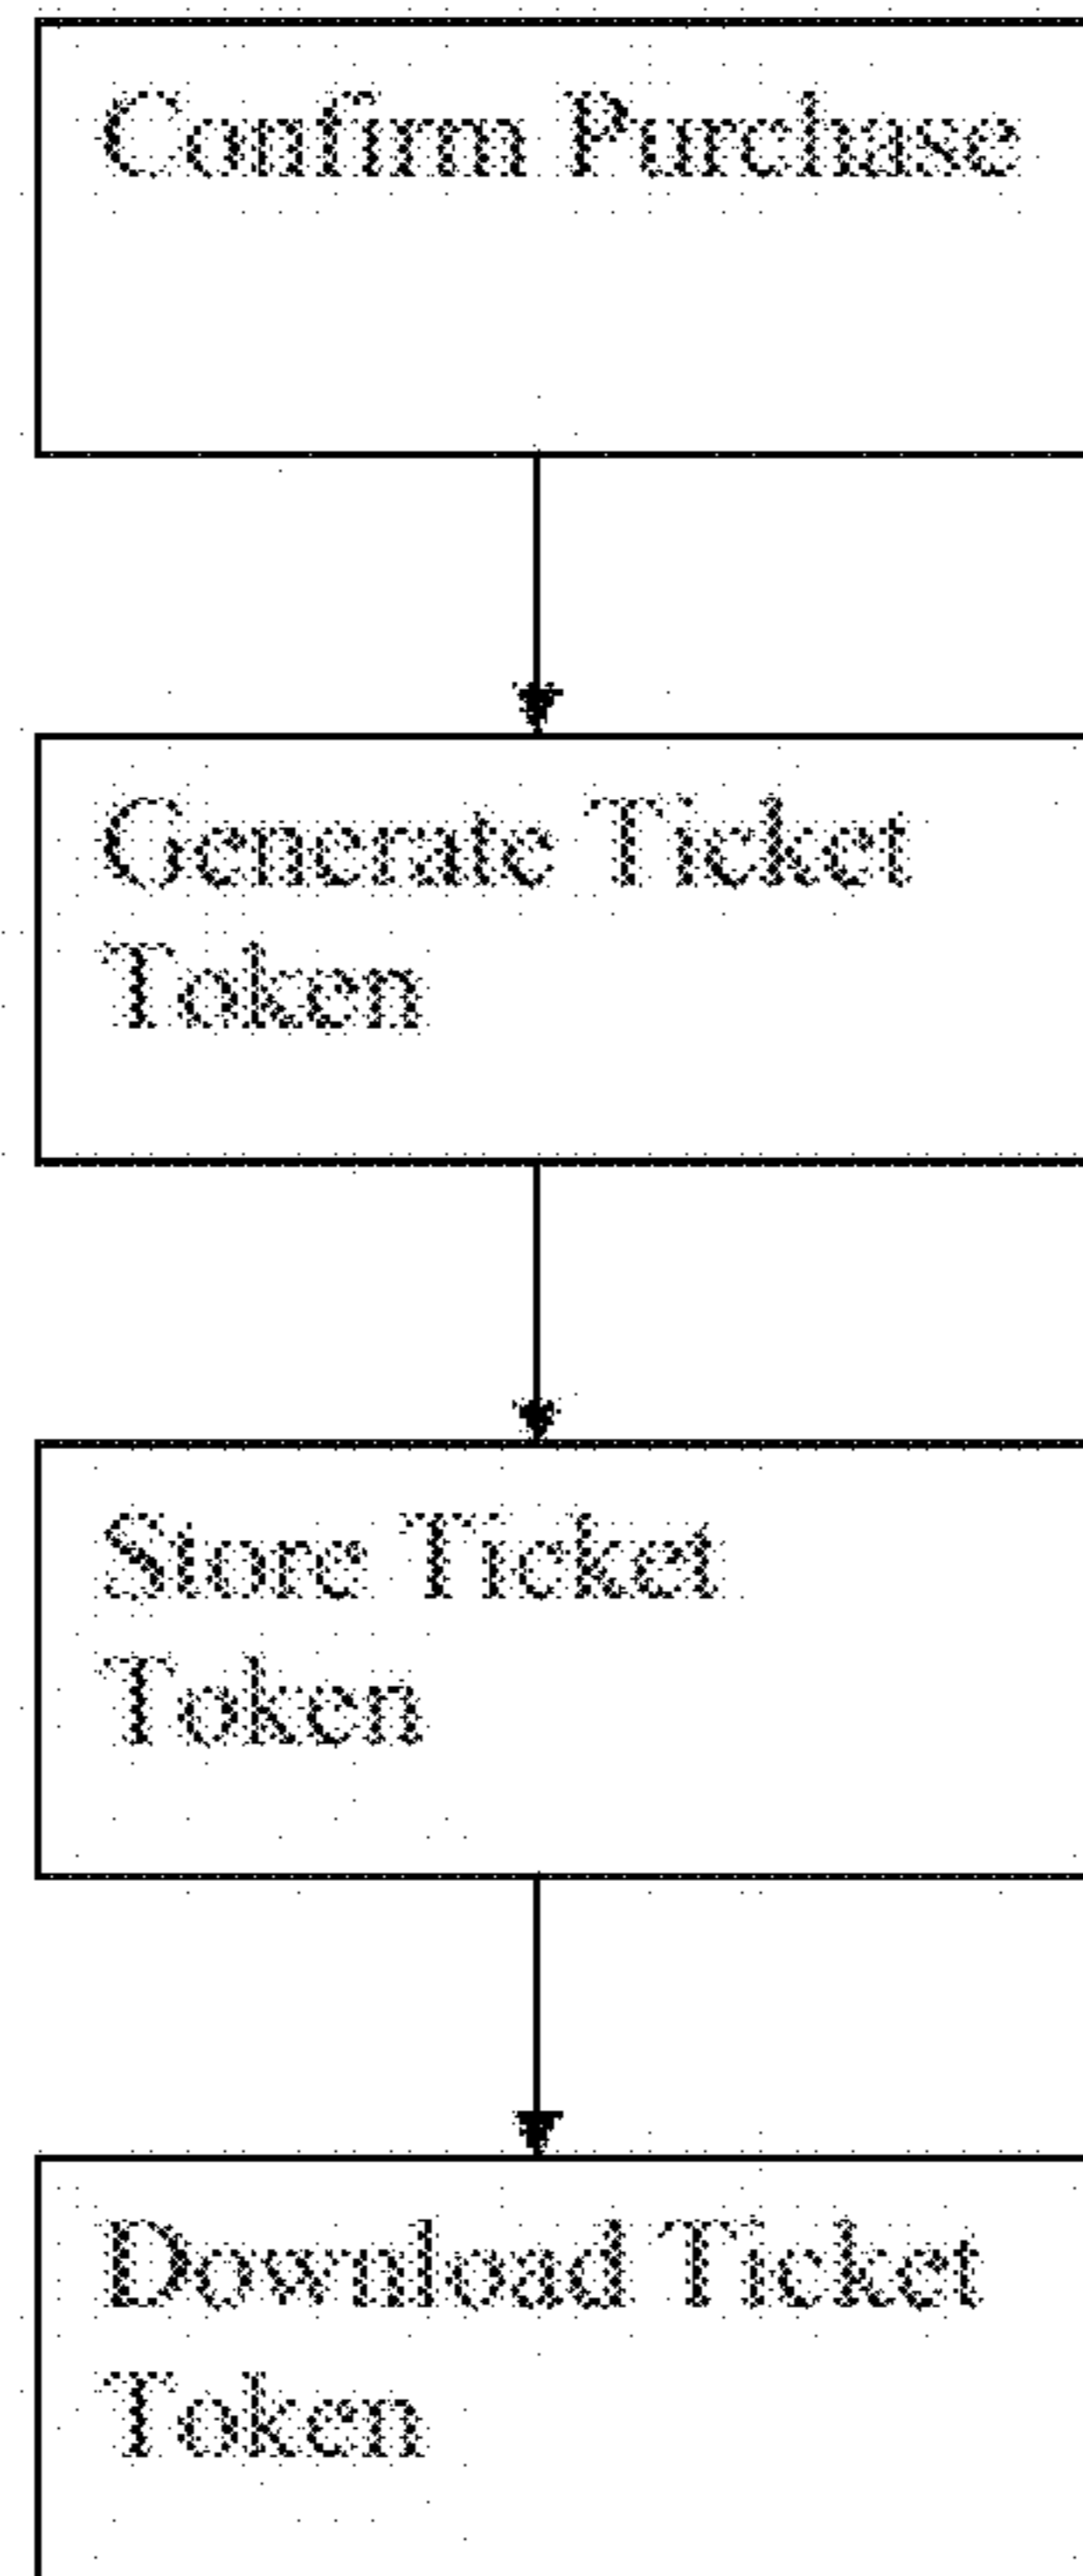 Confirm Purchase
Generate Ticket
Token
Store Ticket
Token
Download Ticket
Token